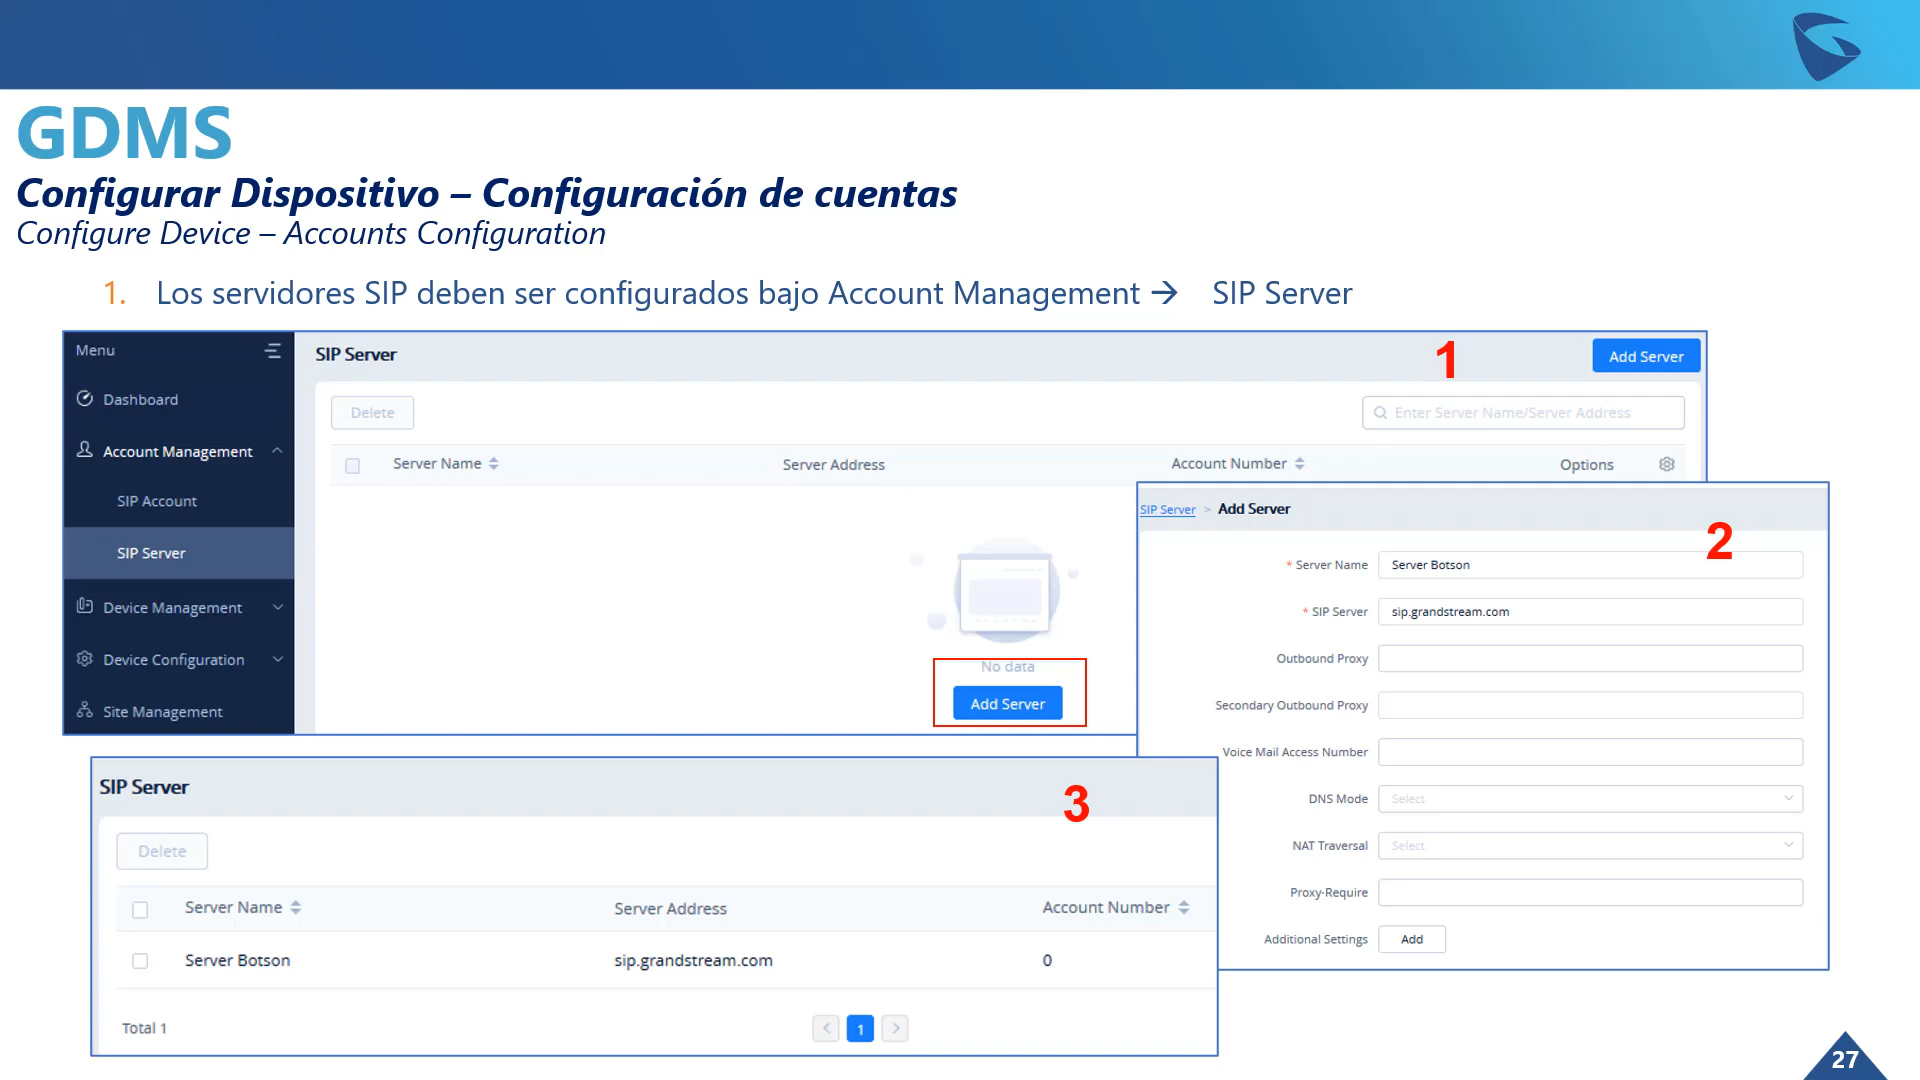 GDMS
Configurar Dispositivo – Configuración de cuentas
Configure Device – Accounts Configuration
1. Los servidores SIP deben ser configurados bajo Account Management → SIP Server
Menu
Dashboard
Account Management
SIP Account
SIP Server
Device Management
Device Configuration
Site Management
SIP Server
1
Add Server
Delete
Enter Server Name/Server Address
Server Name Server Address Account Number Options
No data
Add Server
SIP Server > Add Server
2
* Server Name Server Botson
* SIP Server sip.grandstream.com
Outbound Proxy
Secondary Outbound Proxy
Voice Mail Access Number
DNS Mode Select
NAT Traversal Select
Proxy-Require
Additional Settings Add
SIP Server
3
Delete
Server Name Server Address Account Number
Server Botson sip.grandstream.com 0
Total 1 < 1 >
27